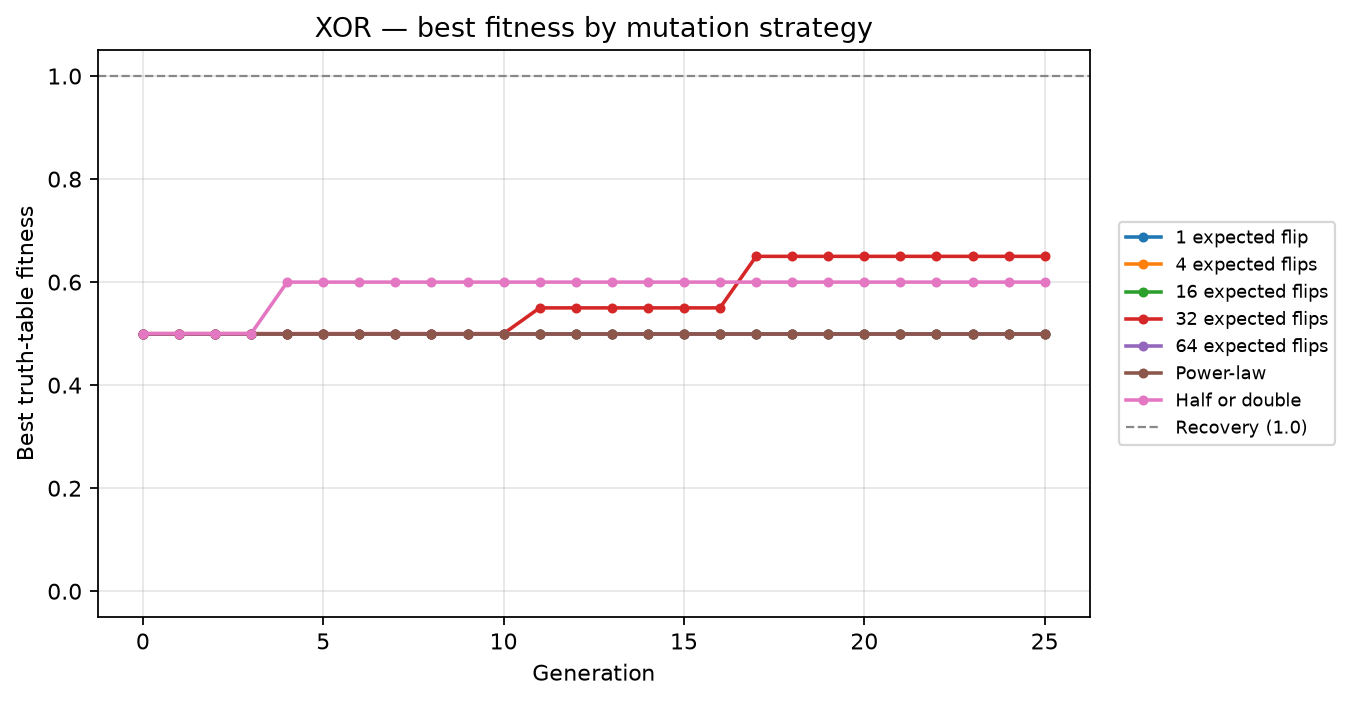 XOR — best fitness by mutation strategy
Best truth-table fitness
1.0
0.8
0.6
0.4
0.2
0.0
0 5 10 15 20 25
Generation
1 expected flip
4 expected flips
16 expected flips
32 expected flips
64 expected flips
Power-law
Half or double
Recovery (1.0)